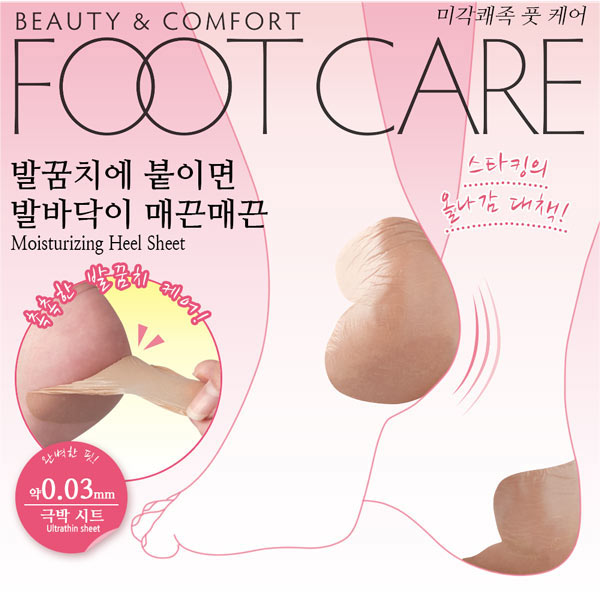 BEAUTY & COMFORT
미각쾌족 풋 케어
FOOT CARE
발꿈치에 붙이면
발바닥이 매끈매끈
Moisturizing Heel Sheet
스타킹의
올나감 대책!
촉촉한 발꿈치 케어!
완벽한 핏!
약0.03mm
극박 시트
Ultrathin sheet